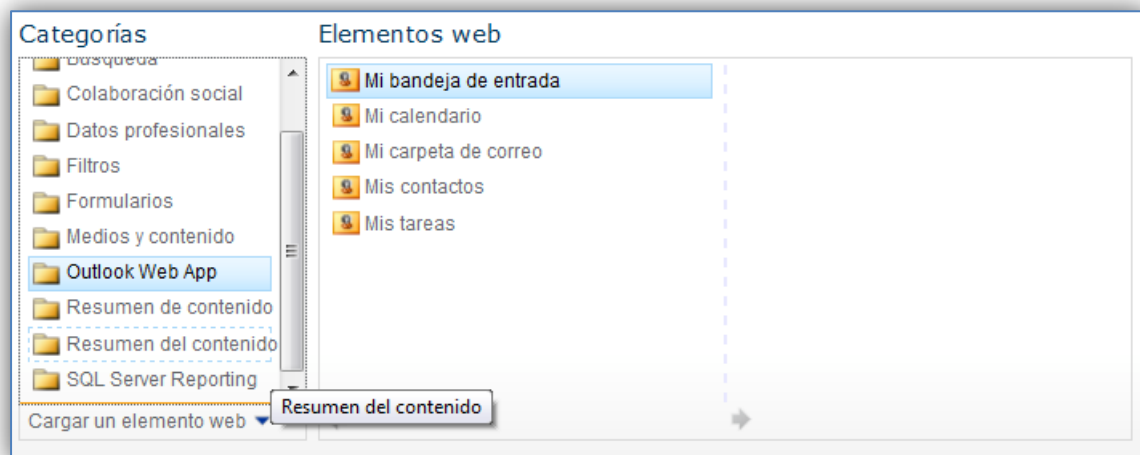 Categorías
Búsqueda
Colaboración social
Datos profesionales
Filtros
Formularios
Medios y contenido
Outlook Web App
Resumen de contenido
Resumen del contenido
SQL Server Reporting
Cargar un elemento web
Elementos web
Mi bandeja de entrada
Mi calendario
Mi carpeta de correo
Mis contactos
Mis tareas
Resumen del contenido